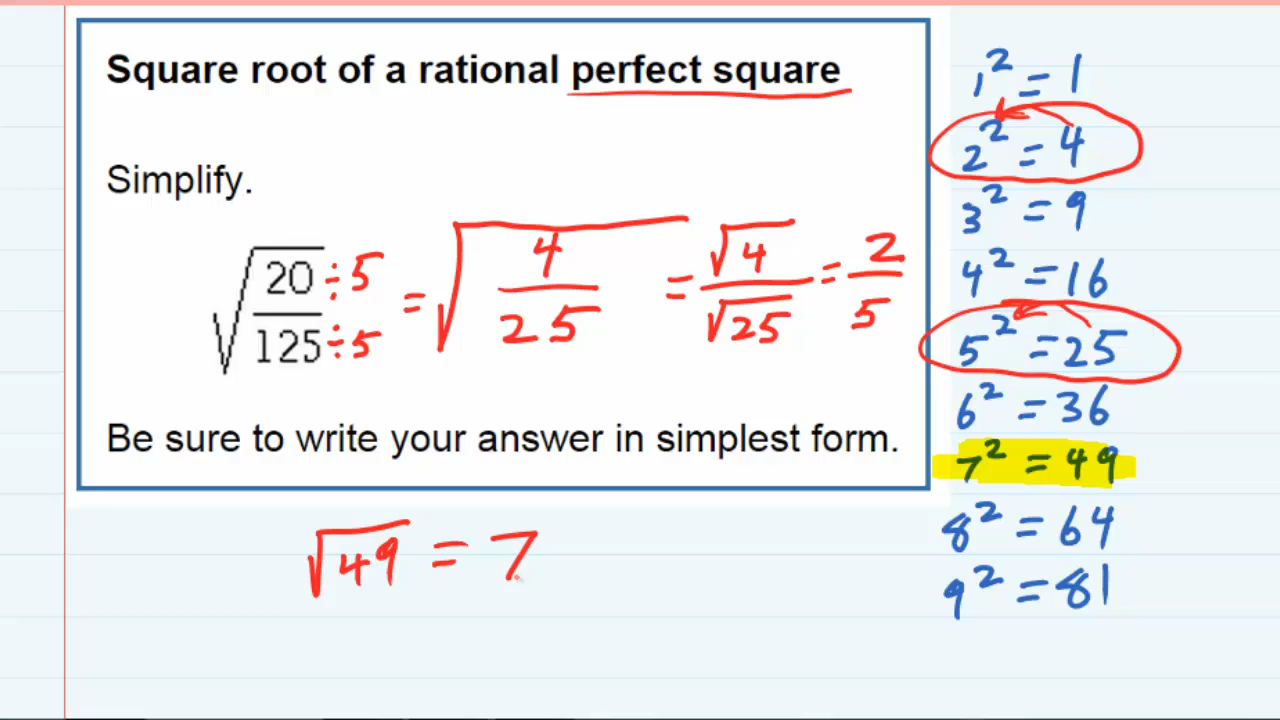 Square root of a rational perfect square
Simplify.
√(20/125) ÷5 ÷5 = √(4/25) = √4/√25 = 2/5
Be sure to write your answer in simplest form.
√49 = 7
1² = 1
2² = 4
3² = 9
4² = 16
5² = 25
6² = 36
7² = 49
8² = 64
9² = 81